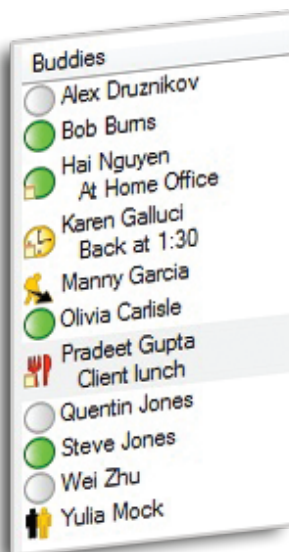 Buddies
Alex Druznikov
Bob Burns
Hai Nguyen
At Home Office
Karen Galluci
Back at 1:30
Manny Garcia
Olivia Carlisle
Pradeet Gupta
Client lunch
Quentin Jones
Steve Jones
Wei Zhu
Yulia Mock